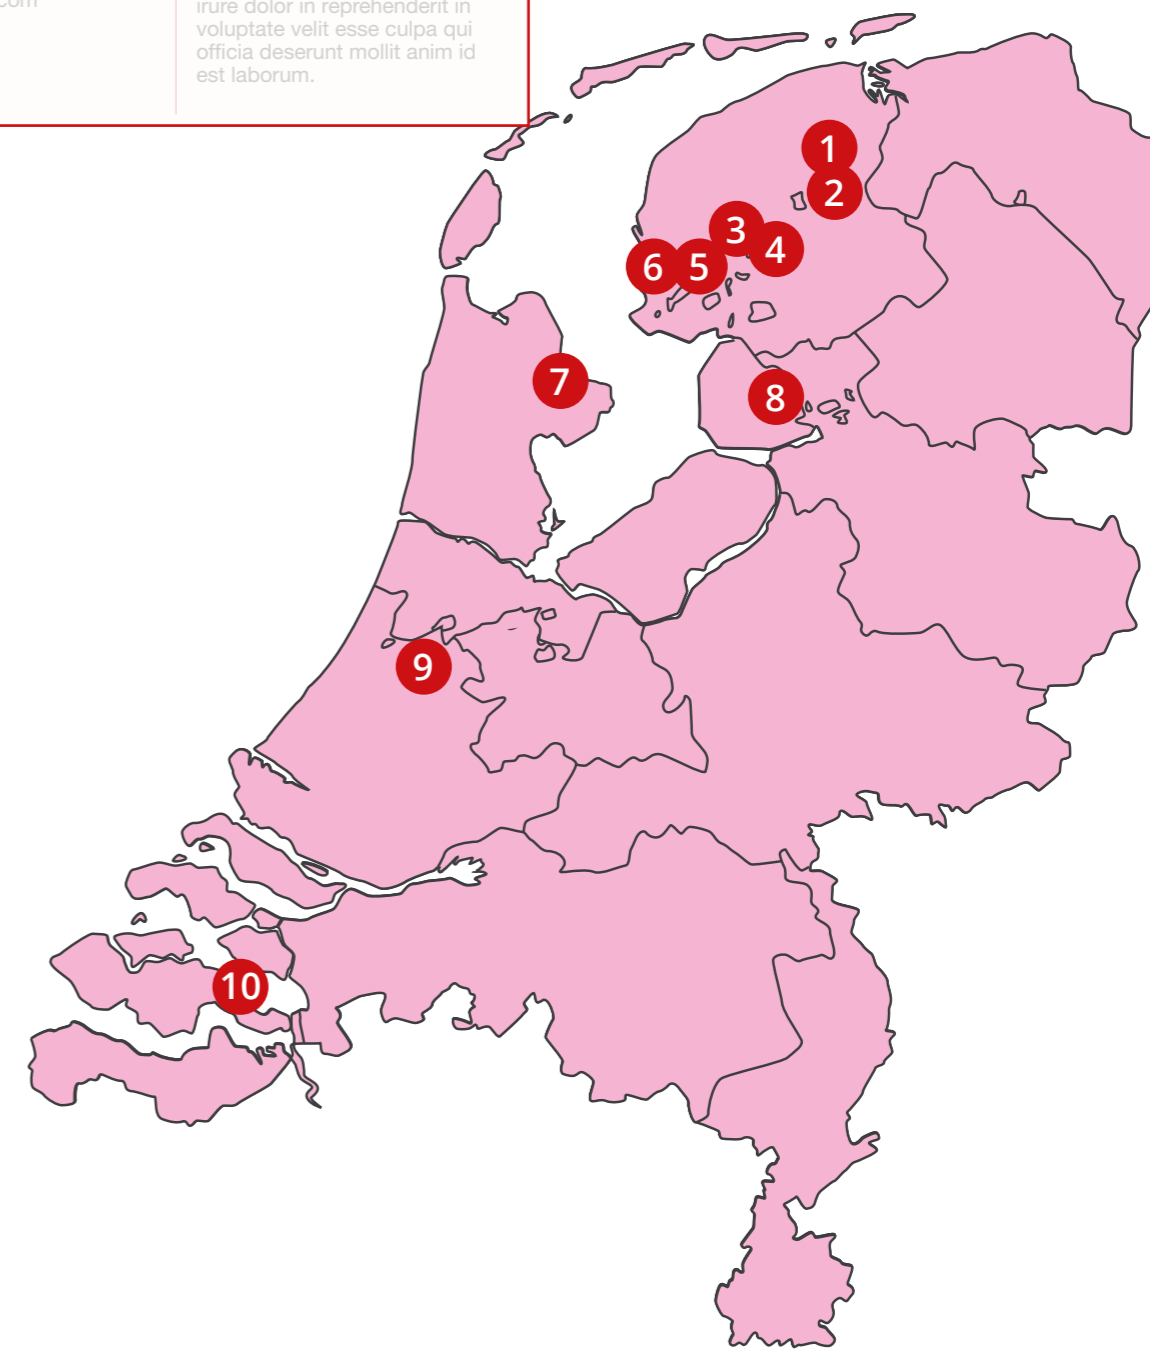 com
irure dolor in reprehenderit in
voluptate velit esse culpa qui
officia deserunt mollit anim id
est laborum.
1
2
3
4
5
6
7
8
9
10